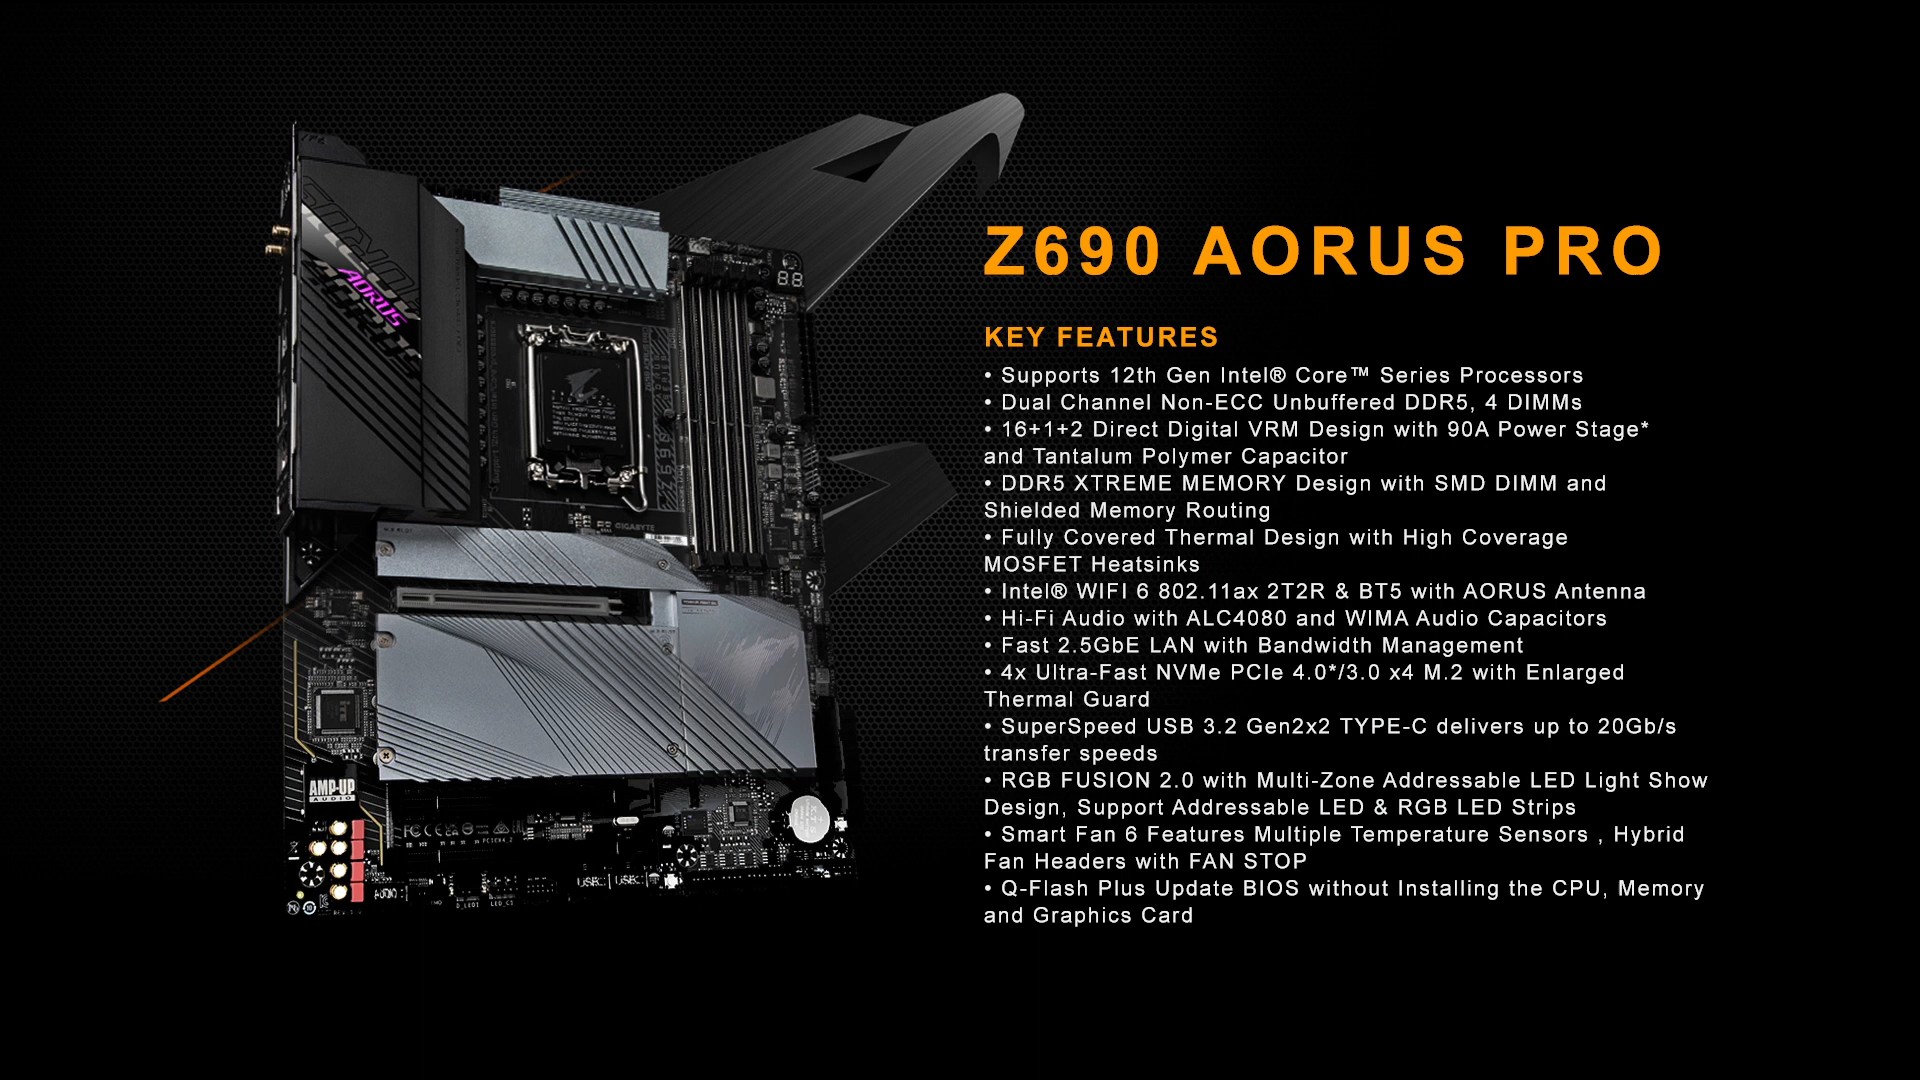 Z690 AORUS PRO
KEY FEATURES
• Supports 12th Gen Intel® Core™ Series Processors
• Dual Channel Non-ECC Unbuffered DDR5, 4 DIMMs
• 16+1+2 Direct Digital VRM Design with 90A Power Stage*
and Tantalum Polymer Capacitor
• DDR5 XTREME MEMORY Design with SMD DIMM and
Shielded Memory Routing
• Fully Covered Thermal Design with High Coverage
MOSFET Heatsinks
• Intel® WIFI 6 802.11ax 2T2R & BT5 with AORUS Antenna
• Hi-Fi Audio with ALC4080 and WIMA Audio Capacitors
• Fast 2.5GbE LAN with Bandwidth Management
• 4x Ultra-Fast NVMe PCIe 4.0*/3.0 x4 M.2 with Enlarged
Thermal Guard
• SuperSpeed USB 3.2 Gen2x2 TYPE-C delivers up to 20Gb/s
transfer speeds
• RGB FUSION 2.0 with Multi-Zone Addressable LED Light Show
Design, Support Addressable LED & RGB LED Strips
• Smart Fan 6 Features Multiple Temperature Sensors , Hybrid
Fan Headers with FAN STOP
• Q-Flash Plus Update BIOS without Installing the CPU, Memory
and Graphics Card
AORUS
88
Z690
GIGABYTE
iTE
AMP-UP
AUDIO